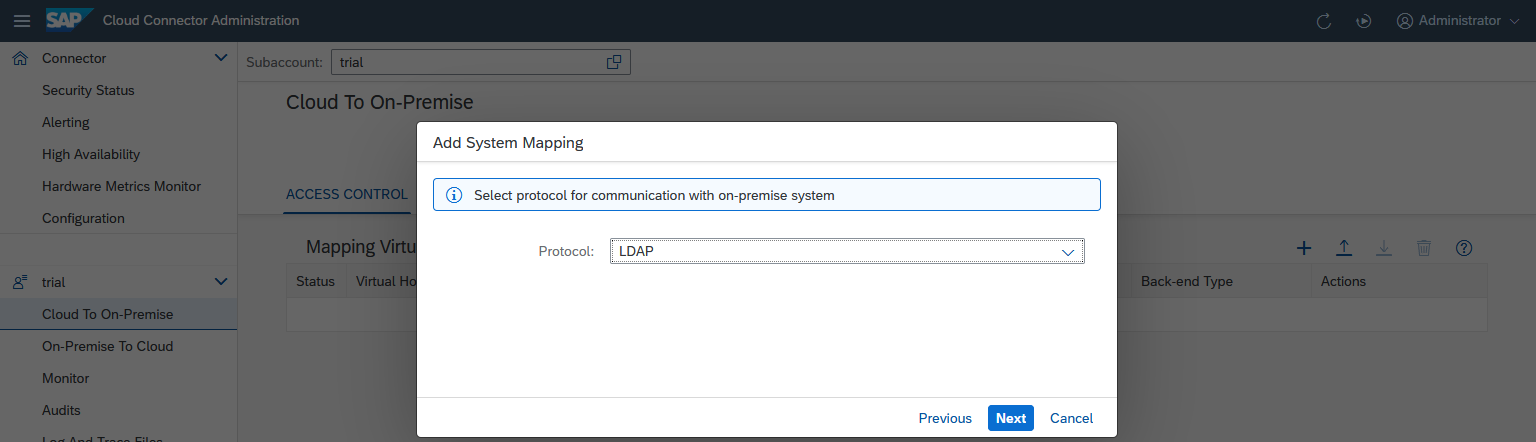 SAP Cloud Connector Administration Administrator
Connector
Security Status
Alerting
High Availability
Hardware Metrics Monitor
Configuration
trial
Cloud To On-Premise
On-Premise To Cloud
Monitor
Audits
Log And Trace Files
Subaccount: trial
Cloud To On-Premise
ACCESS CONTROL
Mapping Virtu
Status Virtual Ho Back-end Type Actions
Add System Mapping
Select protocol for communication with on-premise system
Protocol: LDAP
Previous Next Cancel